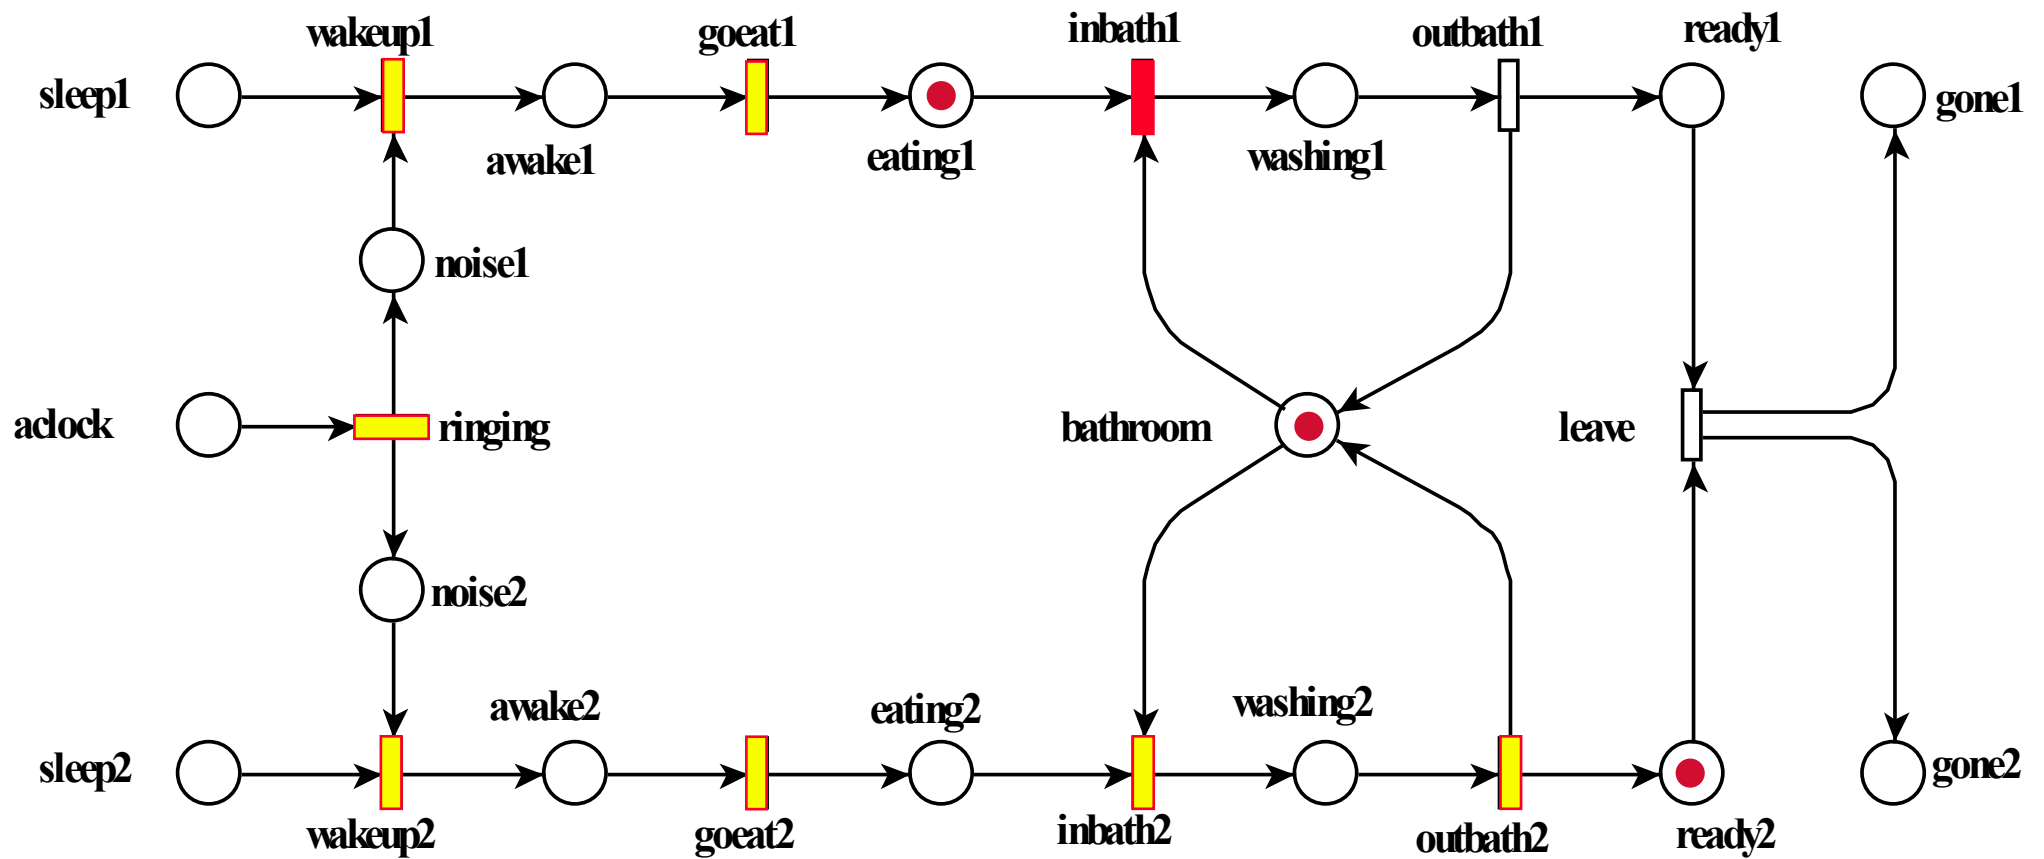 wakeup1
goeat1
inbath1
outbath1
ready1
sleep1
gone1
awake1
eating1
washing1
noise1
aclock
ringing
bathroom
leave
noise2
awake2
eating2
washing2
sleep2
gone2
wakeup2
goeat2
inbath2
outbath2
ready2